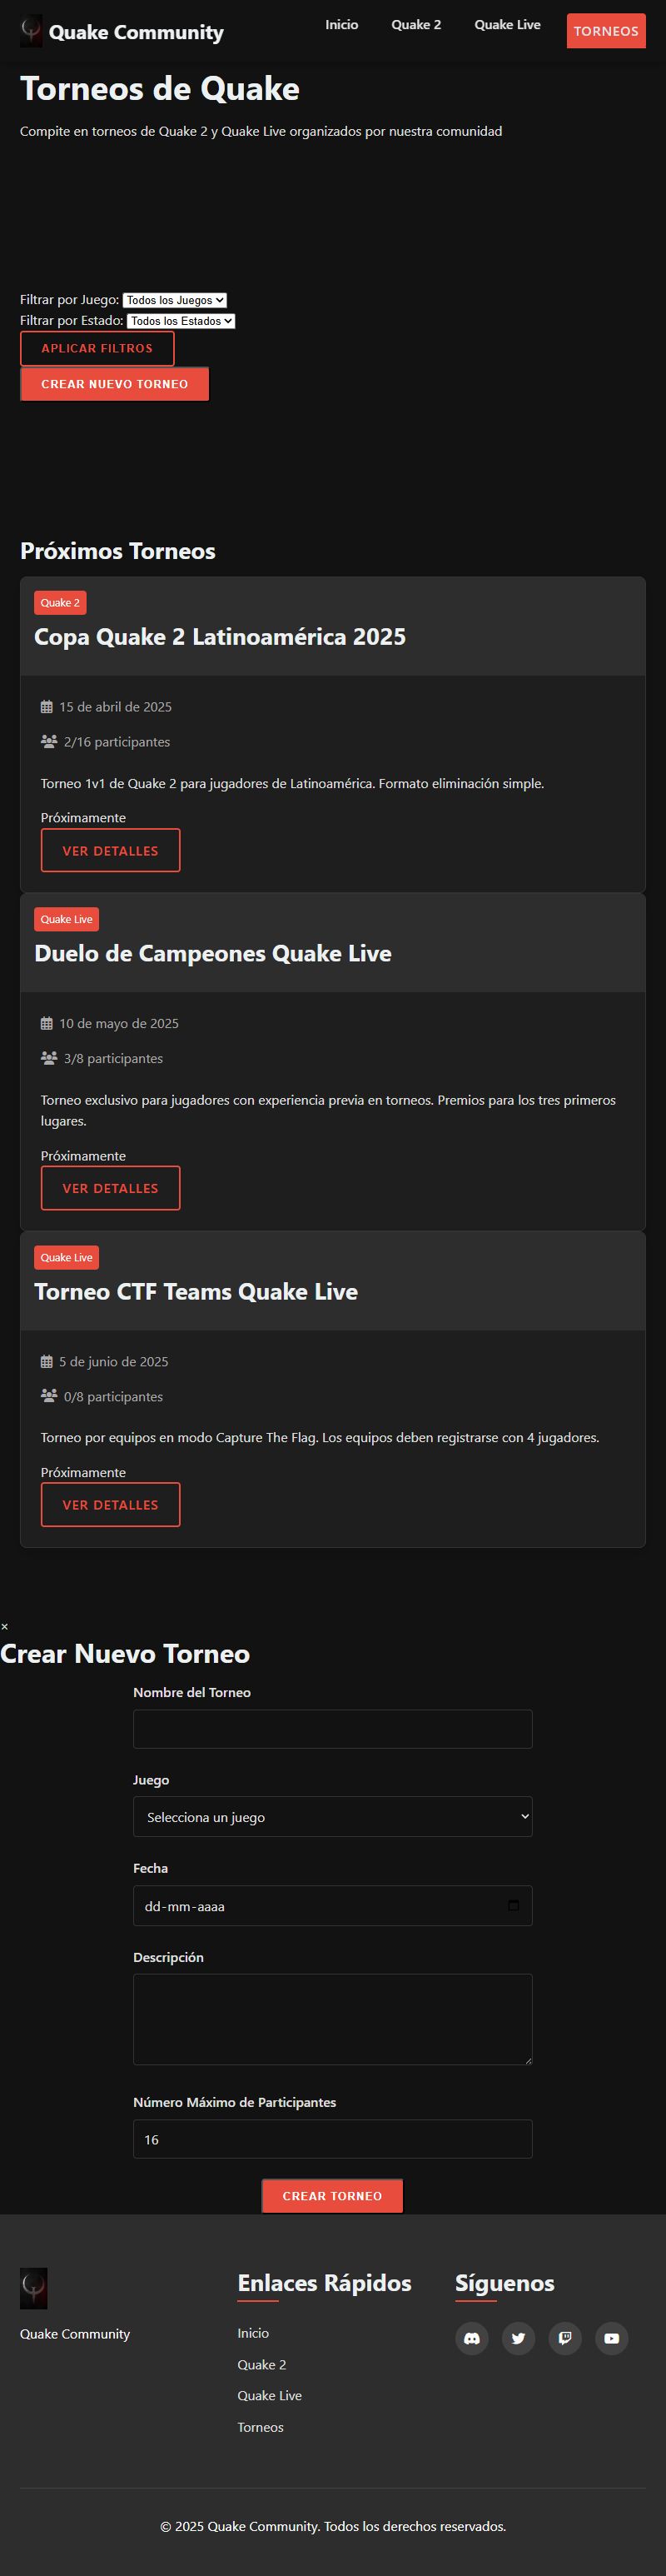 Quake Community
Inicio
Quake 2
Quake Live
TORNEOS
Torneos de Quake
Compite en torneos de Quake 2 y Quake Live organizados por nuestra comunidad
Filtrar por Juego: Todos los Juegos
Filtrar por Estado: Todos los Estados
APLICAR FILTROS
CREAR NUEVO TORNEO
Próximos Torneos
Quake 2
Copa Quake 2 Latinoamérica 2025
15 de abril de 2025
2/16 participantes
Torneo 1v1 de Quake 2 para jugadores de Latinoamérica. Formato eliminación simple.
Próximamente
VER DETALLES
Quake Live
Duelo de Campeones Quake Live
10 de mayo de 2025
3/8 participantes
Torneo exclusivo para jugadores con experiencia previa en torneos. Premios para los tres primeros
lugares.
Próximamente
VER DETALLES
Quake Live
Torneo CTF Teams Quake Live
5 de junio de 2025
0/8 participantes
Torneo por equipos en modo Capture The Flag. Los equipos deben registrarse con 4 jugadores.
Próximamente
VER DETALLES
×
Crear Nuevo Torneo
Nombre del Torneo
Juego
Selecciona un juego
Fecha
dd-mm-aaaa
Descripción
Número Máximo de Participantes
16
CREAR TORNEO
Quake Community
Enlaces Rápidos
Inicio
Quake 2
Quake Live
Torneos
Síguenos
© 2025 Quake Community. Todos los derechos reservados.